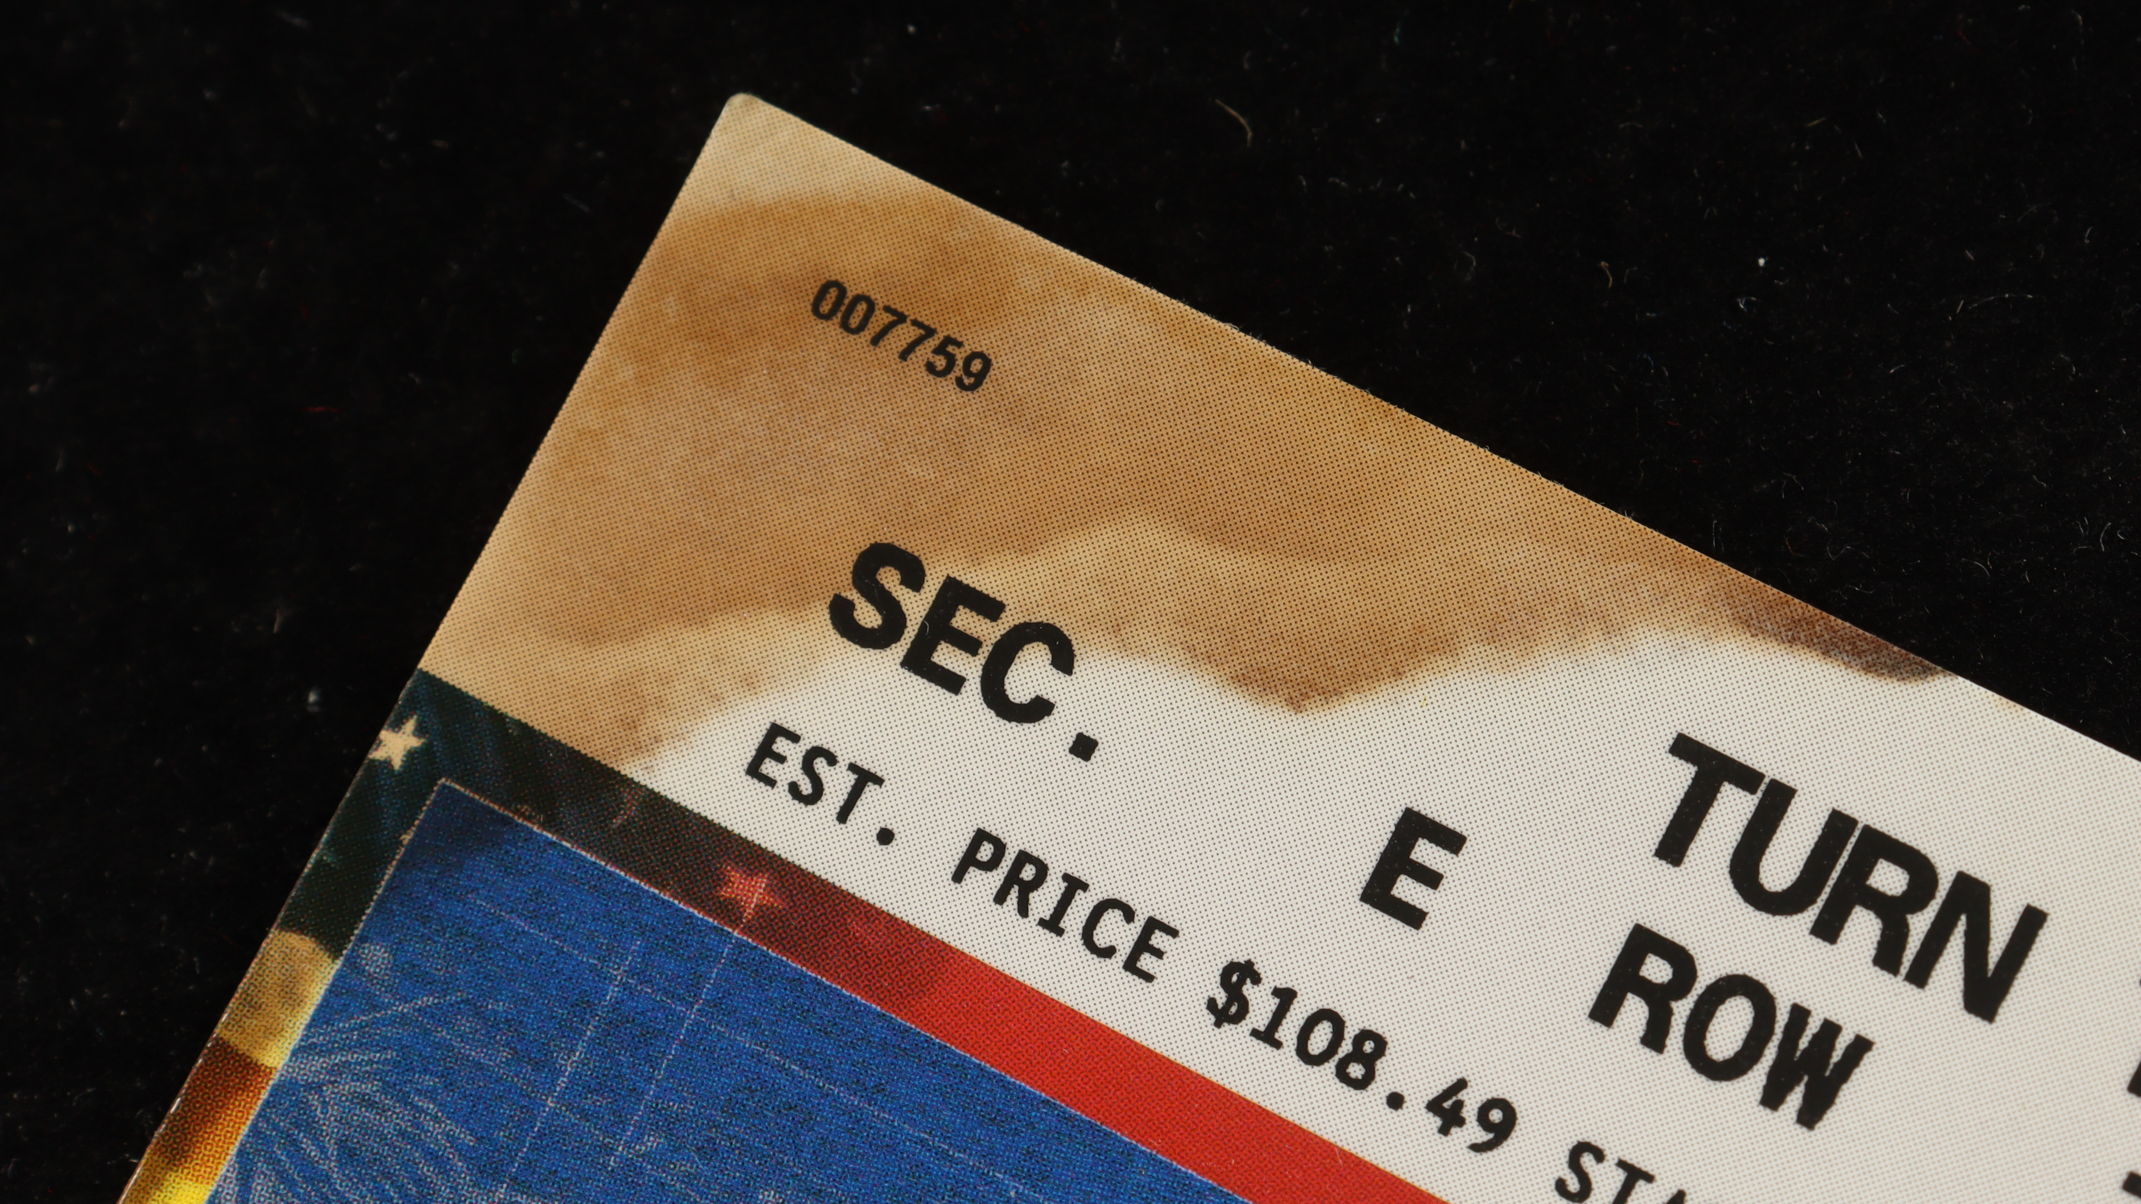 007759
SEC. TURN
E ROW
EST. PRICE $108.49